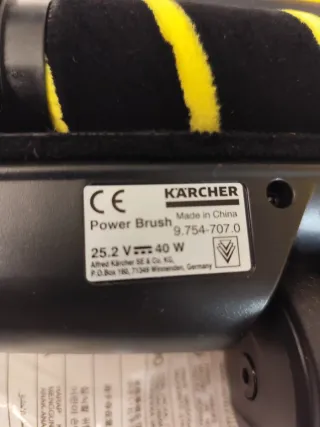 CE
KÄRCHER
Power Brush
Made in China
9.754-707.0
25.2 V⎓40 W
Alfred Kärcher SE & Co. KG,
P.O.Box 160, 71349 Winnenden, Germany